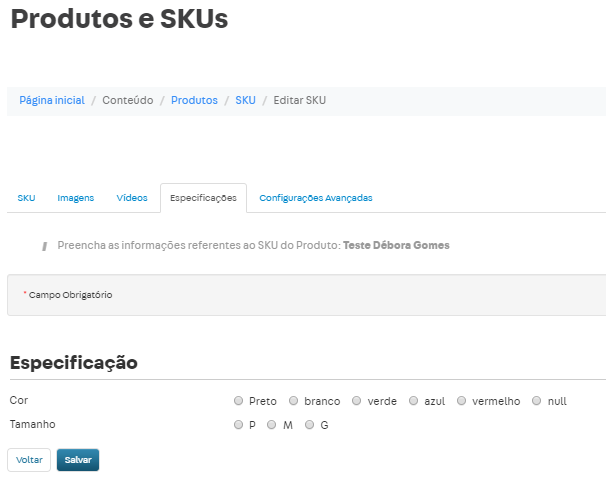 Produtos e SKUs
Página inicial / Conteúdo / Produtos / SKU / Editar SKU
SKU Imagens Vídeos Especificações Configurações Avançadas
Preencha as informações referentes ao SKU do Produto: Teste Débora Gomes
* Campo Obrigatório
Especificação
Cor Preto branco verde azul vermelho null
Tamanho P M G
Voltar Salvar